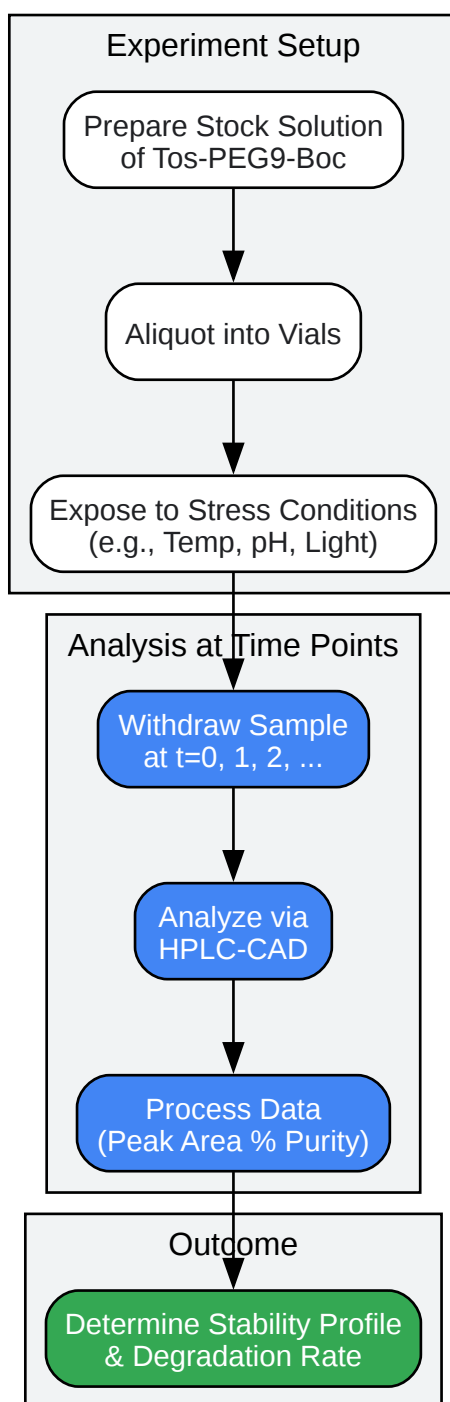 Experiment Setup
Prepare Stock Solution
of Tos-PEG9-Boc
Aliquot into Vials
Expose to Stress Conditions
(e.g., Temp, pH, Light)
Analysis at Time Points
Withdraw Sample
at t=0, 1, 2, ...
Analyze via
HPLC-CAD
Process Data
(Peak Area % Purity)
Outcome
Determine Stability Profile
& Degradation Rate